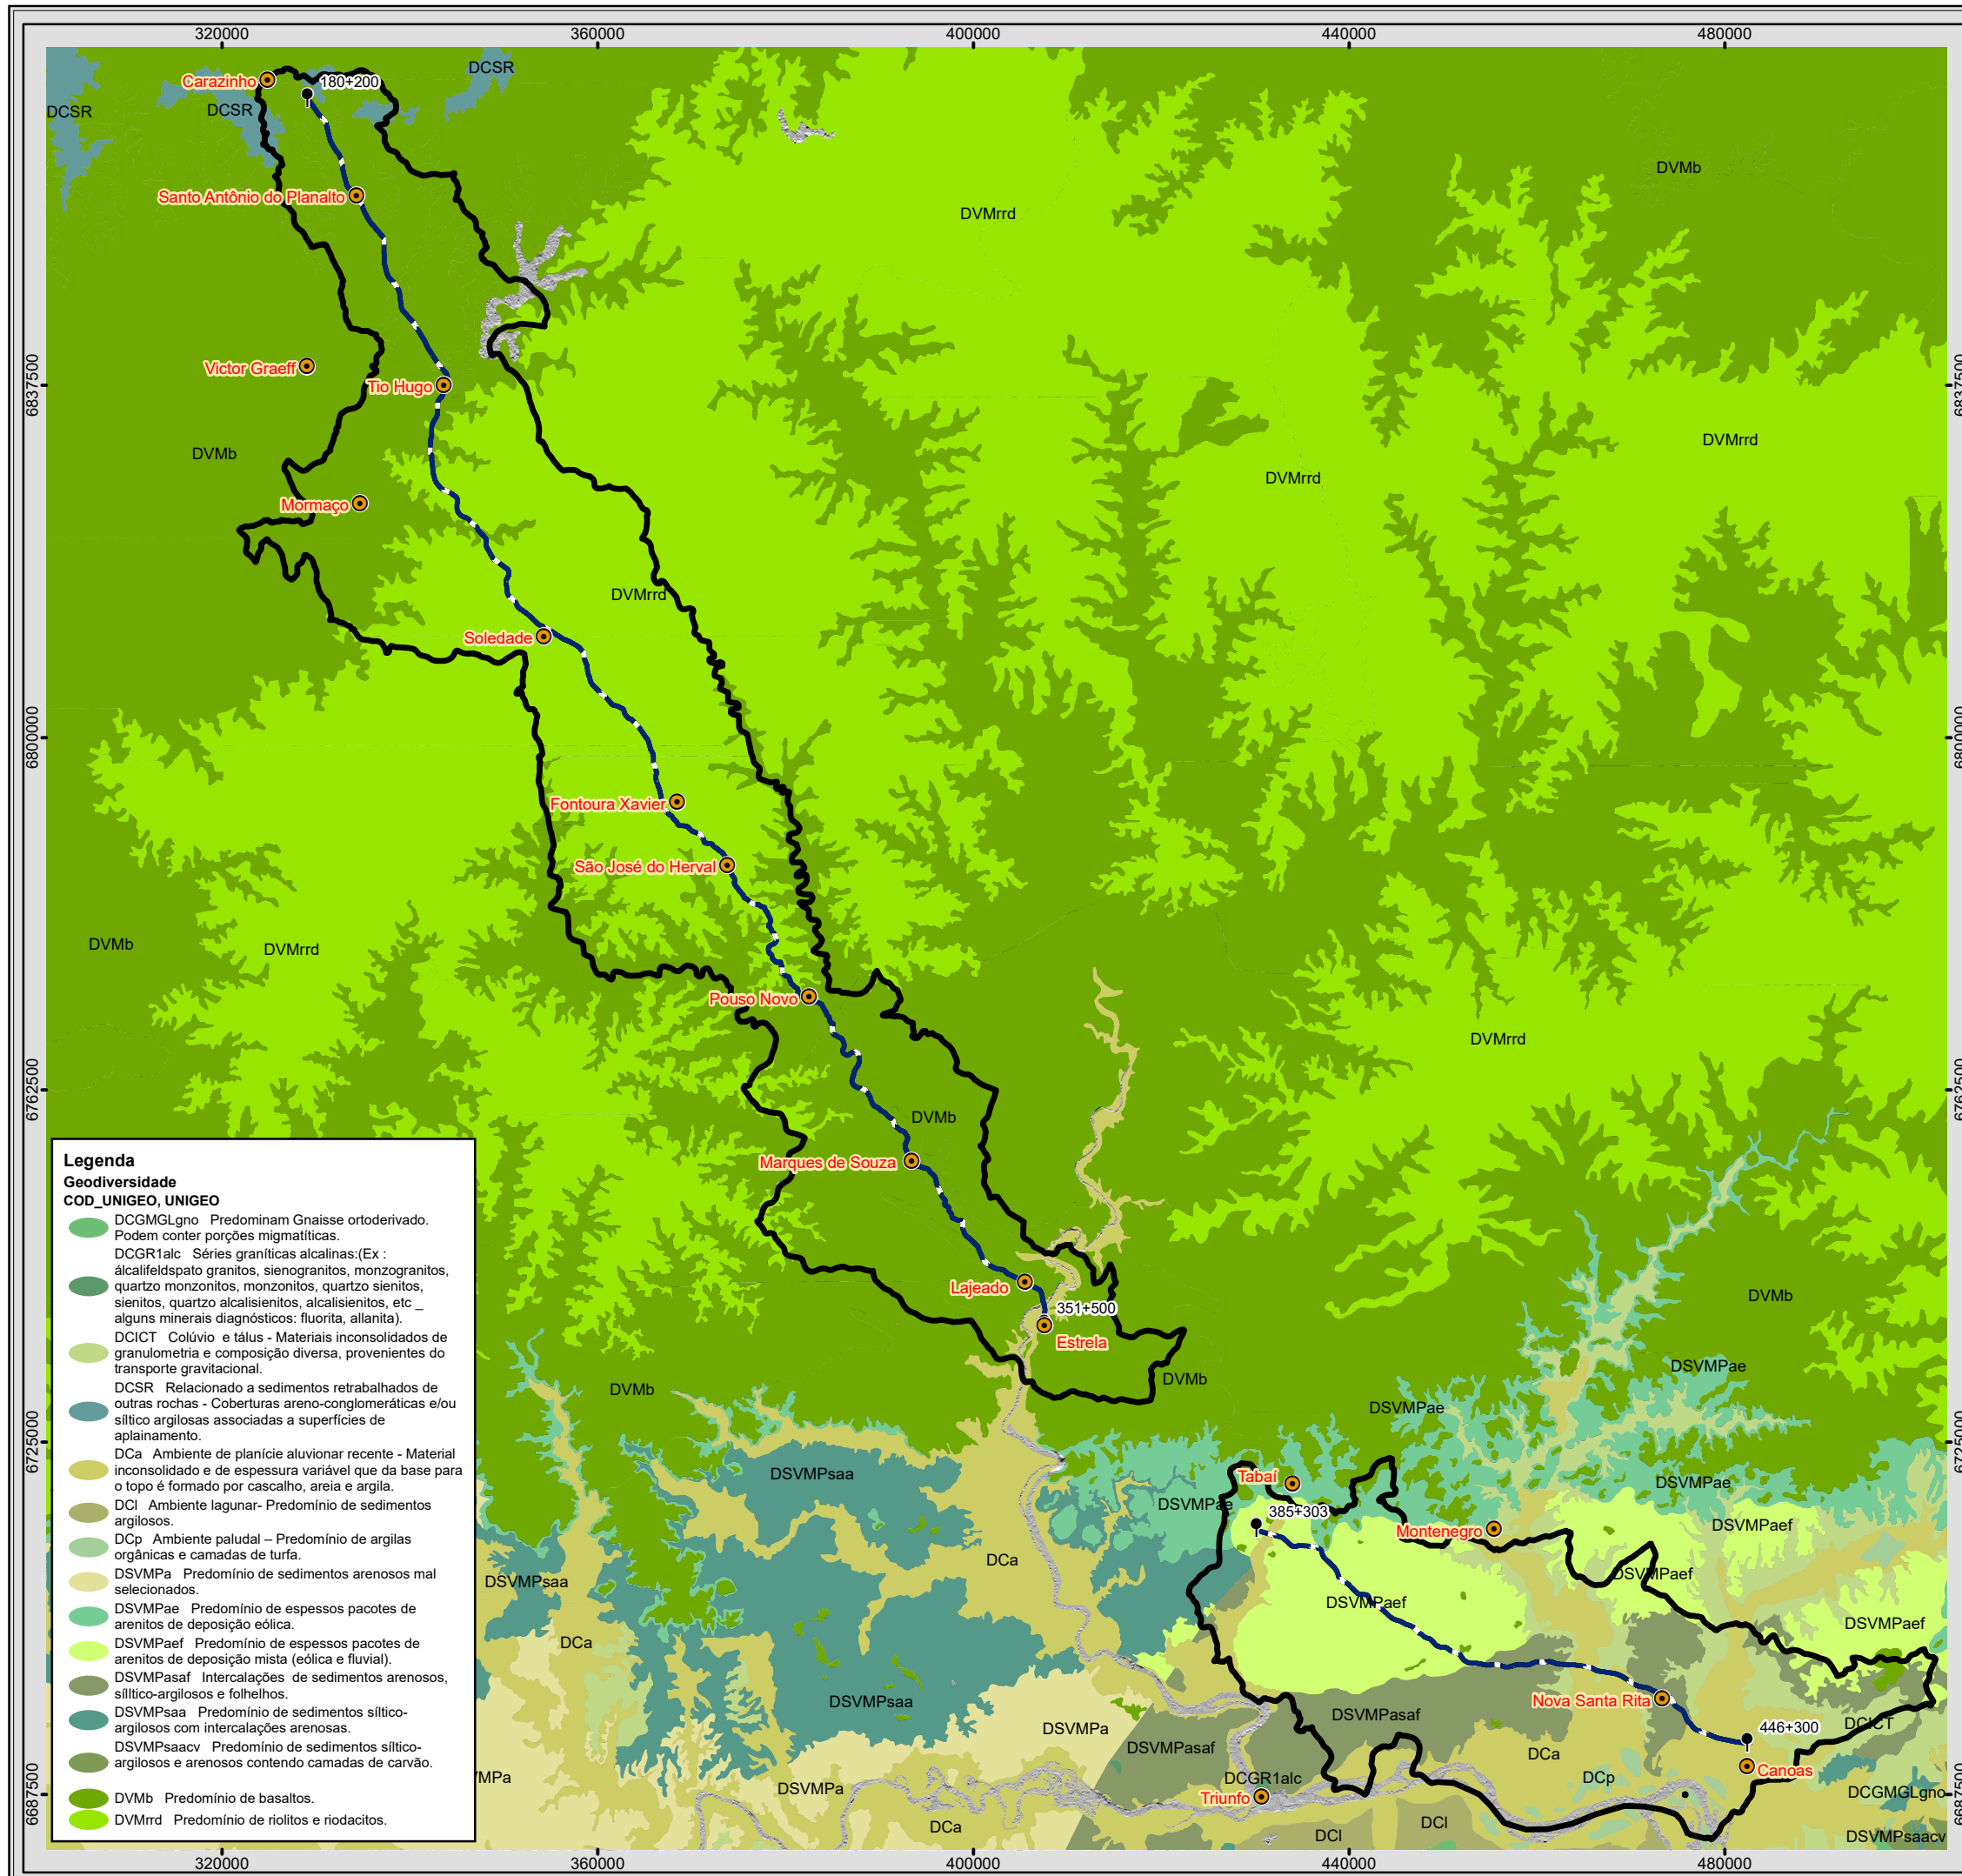 320000
360000
400000
440000
480000
Carazinho
180+200
DCSR
DCSR
DCSR
DVMb
Santo Antônio do Planalto
DVMrrd
Victor Graeff
Tio Hugo
6837500
6837500
DVMb
DVMrrd
DVMrrd
Mormaço
DVMrrd
Soledade
6800000
6800000
Fontoura Xavier
São José do Herval
DVMb
DVMrrd
Pouso Novo
DVMrrd
6762500
6762500
DVMb
Marques de Souza
Lajeado
351+500
Estrela
DVMb
DVMb
DVMb
DSVMPae
DSVMPae
6725000
6725000
DSVMPsaa
Tabaí
DSVMPae
DSVMPae
385+303
Montenegro
DSVMPaef
DCa
DSVMPsaa
DSVMPaef
DSVMPaef
DSVMPaef
DCa
DSVMPsaa
Nova Santa Rita
DSVMPasaf
DSVMPa
446+300
DCICT
DSVMPasaf
DCa
Canoas
DCp
DCGR1alc
VMPa
DSVMPa
Triunfo
DCGMGLgno
6687500
6687500
DCa
DCl
DCl
DSVMPsaacv
Legenda
Geodiversidade
COD_UNIGEO, UNIGEO
DCGMGLgno Predominam Gnaisse ortoderivado.
Podem conter porções migmatíticas.
DCGR1alc Séries graníticas alcalinas:(Ex :
álcalifeldspato granitos, sienogranitos, monzogranitos,
quartzo monzonitos, monzonitos, quartzo sienitos,
sienitos, quartzo alcalisienitos, alcalisienitos, etc _
alguns minerais diagnósticos: fluorita, allanita).
DCICT Colúvio e tálus - Materiais inconsolidados de
granulometria e composição diversa, provenientes do
transporte gravitacional.
DCSR Relacionado a sedimentos retrabalhados de
outras rochas - Coberturas areno-conglomeráticas e/ou
síltico argilosas associadas a superfícies de
aplainamento.
DCa Ambiente de planície aluvionar recente - Material
inconsolidado e de espessura variável que da base para
o topo é formado por cascalho, areia e argila.
DCl Ambiente lagunar- Predomínio de sedimentos
argilosos.
DCp Ambiente paludal – Predomínio de argilas
orgânicas e camadas de turfa.
DSVMPa Predomínio de sedimentos arenosos mal
selecionados.
DSVMPae Predomínio de espessos pacotes de
arenitos de deposição eólica.
DSVMPaef Predomínio de espessos pacotes de
arenitos de deposição mista (eólica e fluvial).
DSVMPasaf Intercalações de sedimentos arenosos,
sílltico-argilosos e folhelhos.
DSVMPsaa Predomínio de sedimentos síltico-
argilosos com intercalações arenosas.
DSVMPsaacv Predomínio de sedimentos síltico-
argilosos e arenosos contendo camadas de carvão.
DVMb Predomínio de basaltos.
DVMrrd Predomínio de riolitos e riodacitos.
320000
360000
400000
440000
480000